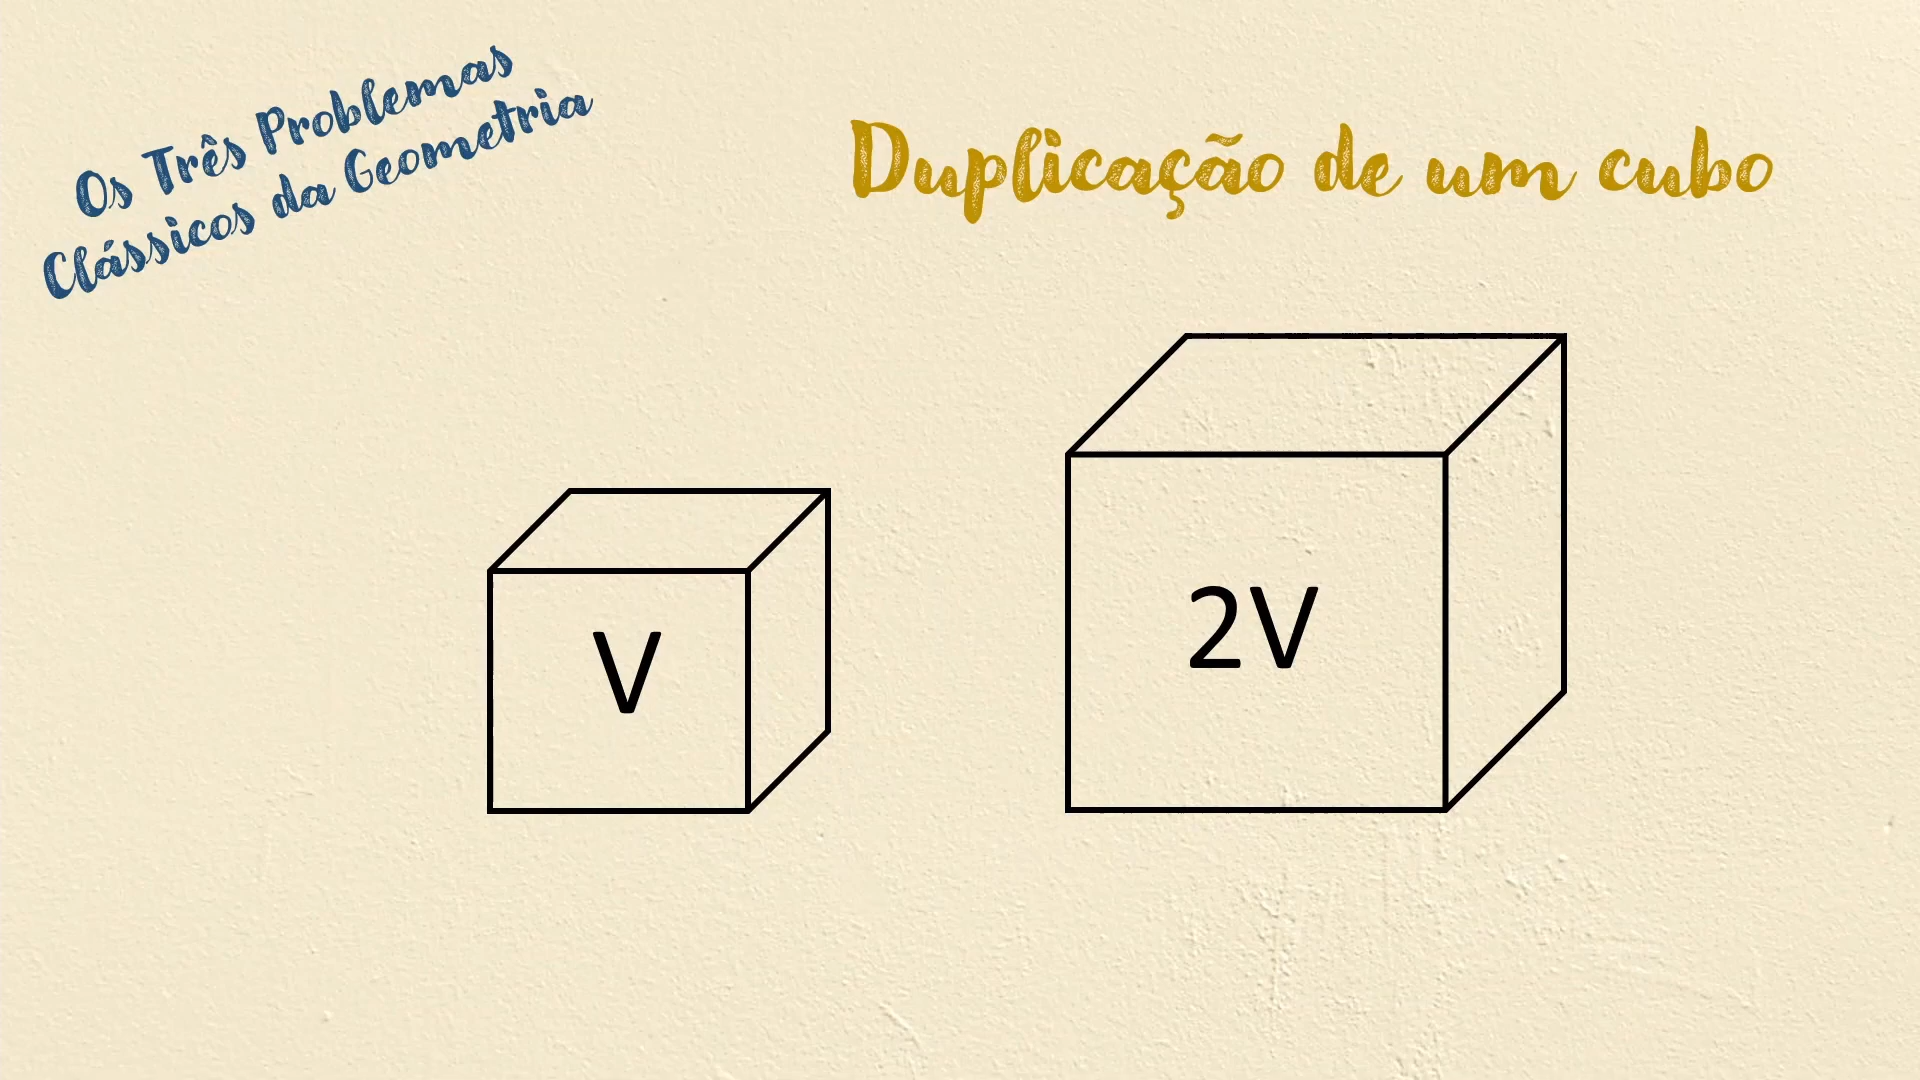 Os Três Problemas
Clássicos da Geometria
Duplicação de um cubo
V
2V